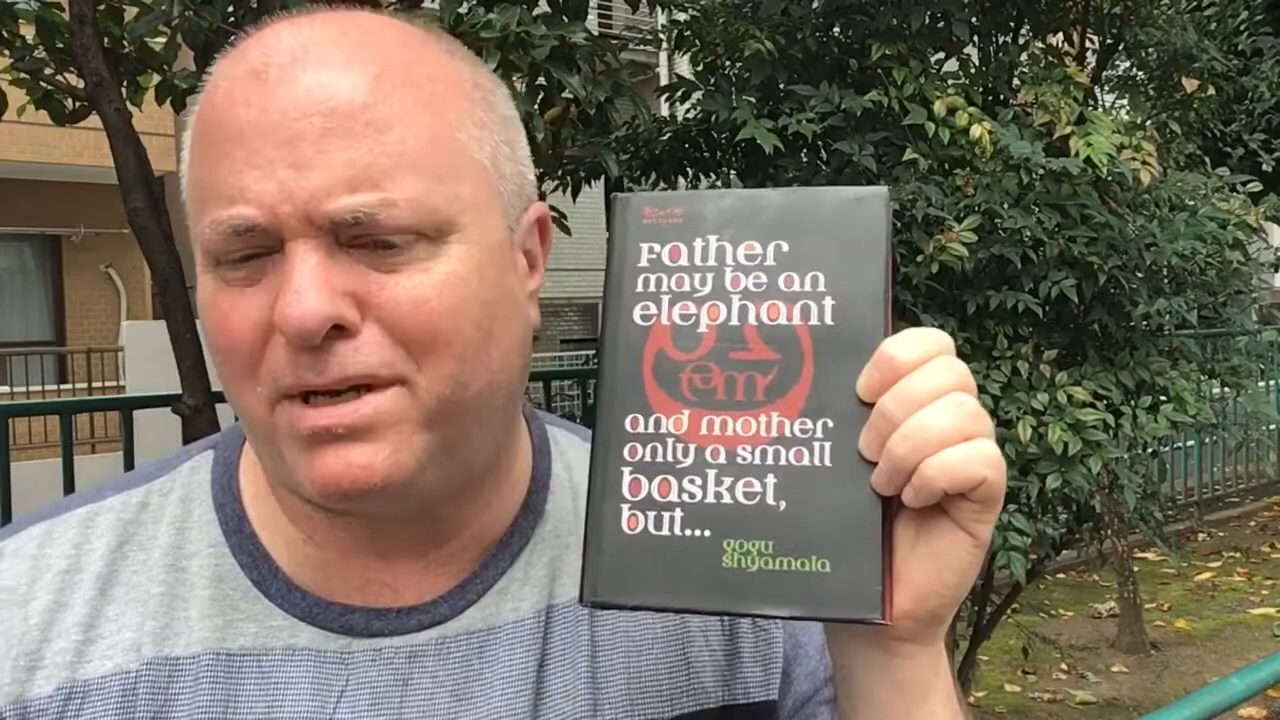 Father
may be an
elephant
and mother
only a small
basket,
but...
gogu
shyamala